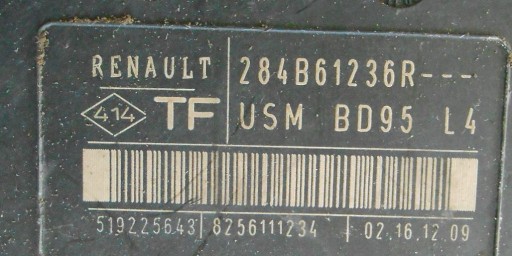 RENAULT 284B61236R---
414 TF USM BD95 L4
519225643 8256111234 02.16.12 09